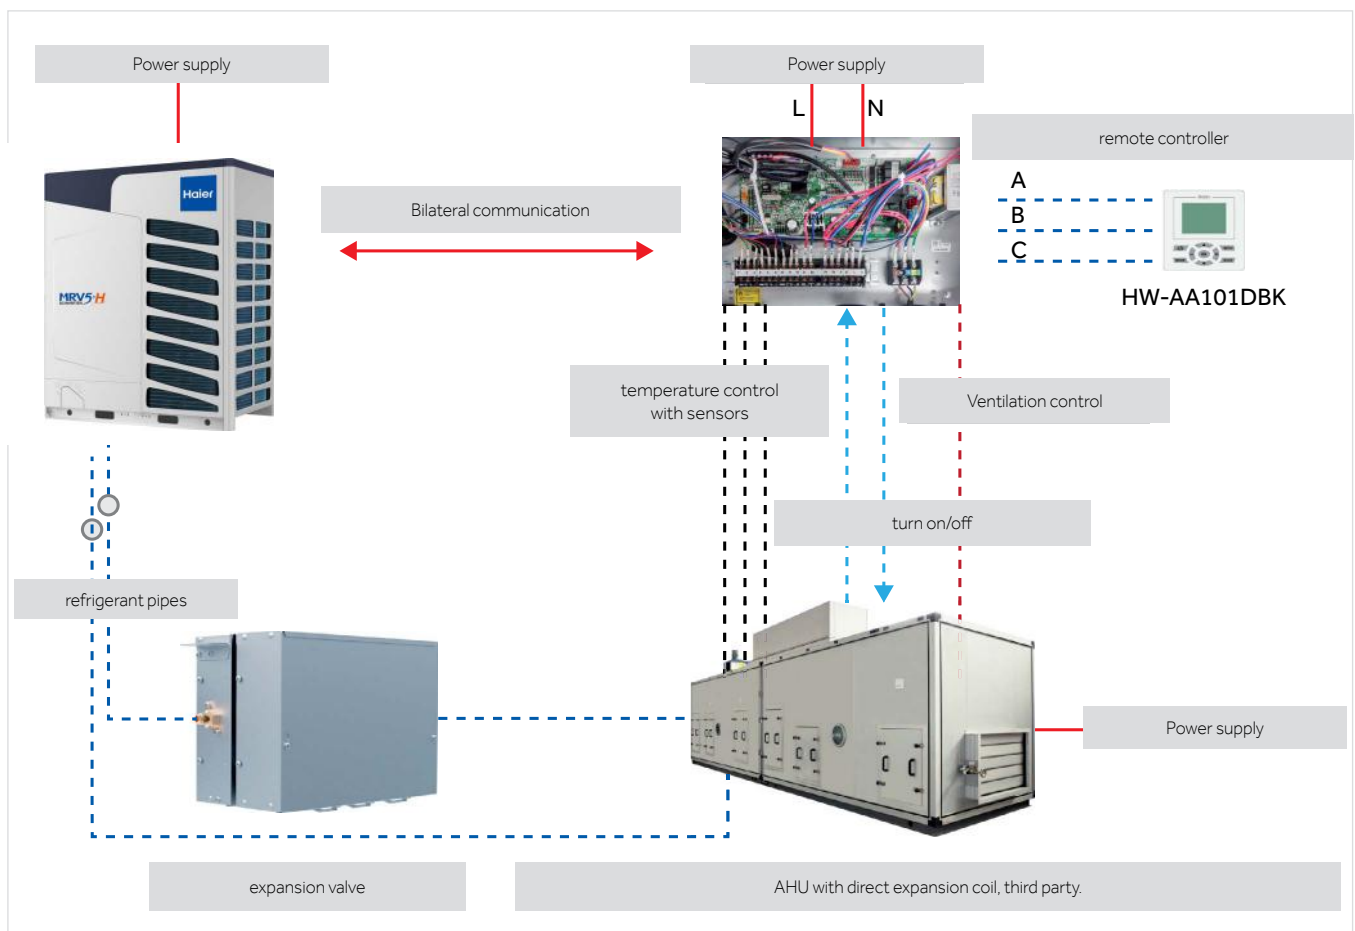 Power supply
Power supply
L
N
remote controller
Haier
A
Bilateral communication
B
C
MRV5-H
HW-AA101DBK
temperature control
with sensors
Ventilation control
turn on/off
refrigerant pipes
Power supply
expansion valve
AHU with direct expansion coil, third party.